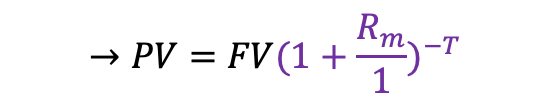 → PV = FV(1 + R_m/1)^{-T}